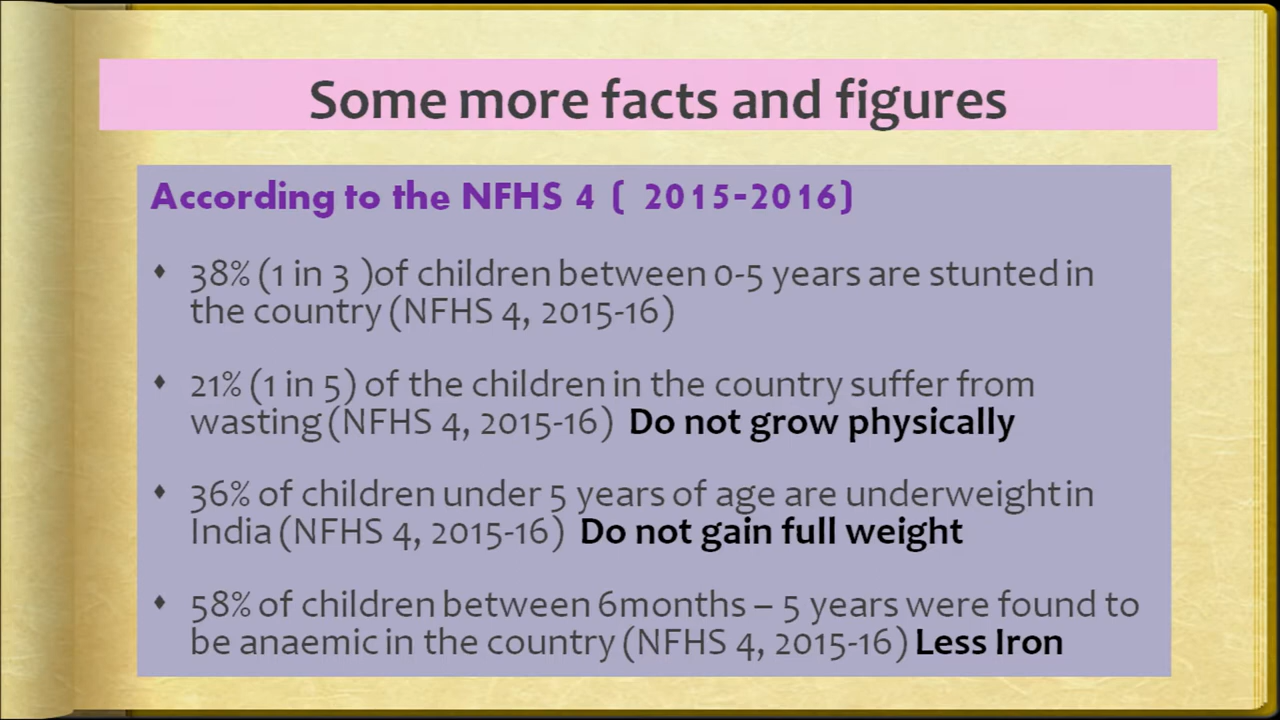 Some more facts and figures
According to the NFHS 4 ( 2015-2016)
♦ 38% (1 in 3 )of children between 0-5 years are stunted in
the country (NFHS 4, 2015-16)
♦ 21% (1 in 5) of the children in the country suffer from
wasting (NFHS 4, 2015-16) Do not grow physically
♦ 36% of children under 5 years of age are underweight in
India (NFHS 4, 2015-16) Do not gain full weight
♦ 58% of children between 6months – 5 years were found to
be anaemic in the country (NFHS 4, 2015-16) Less Iron